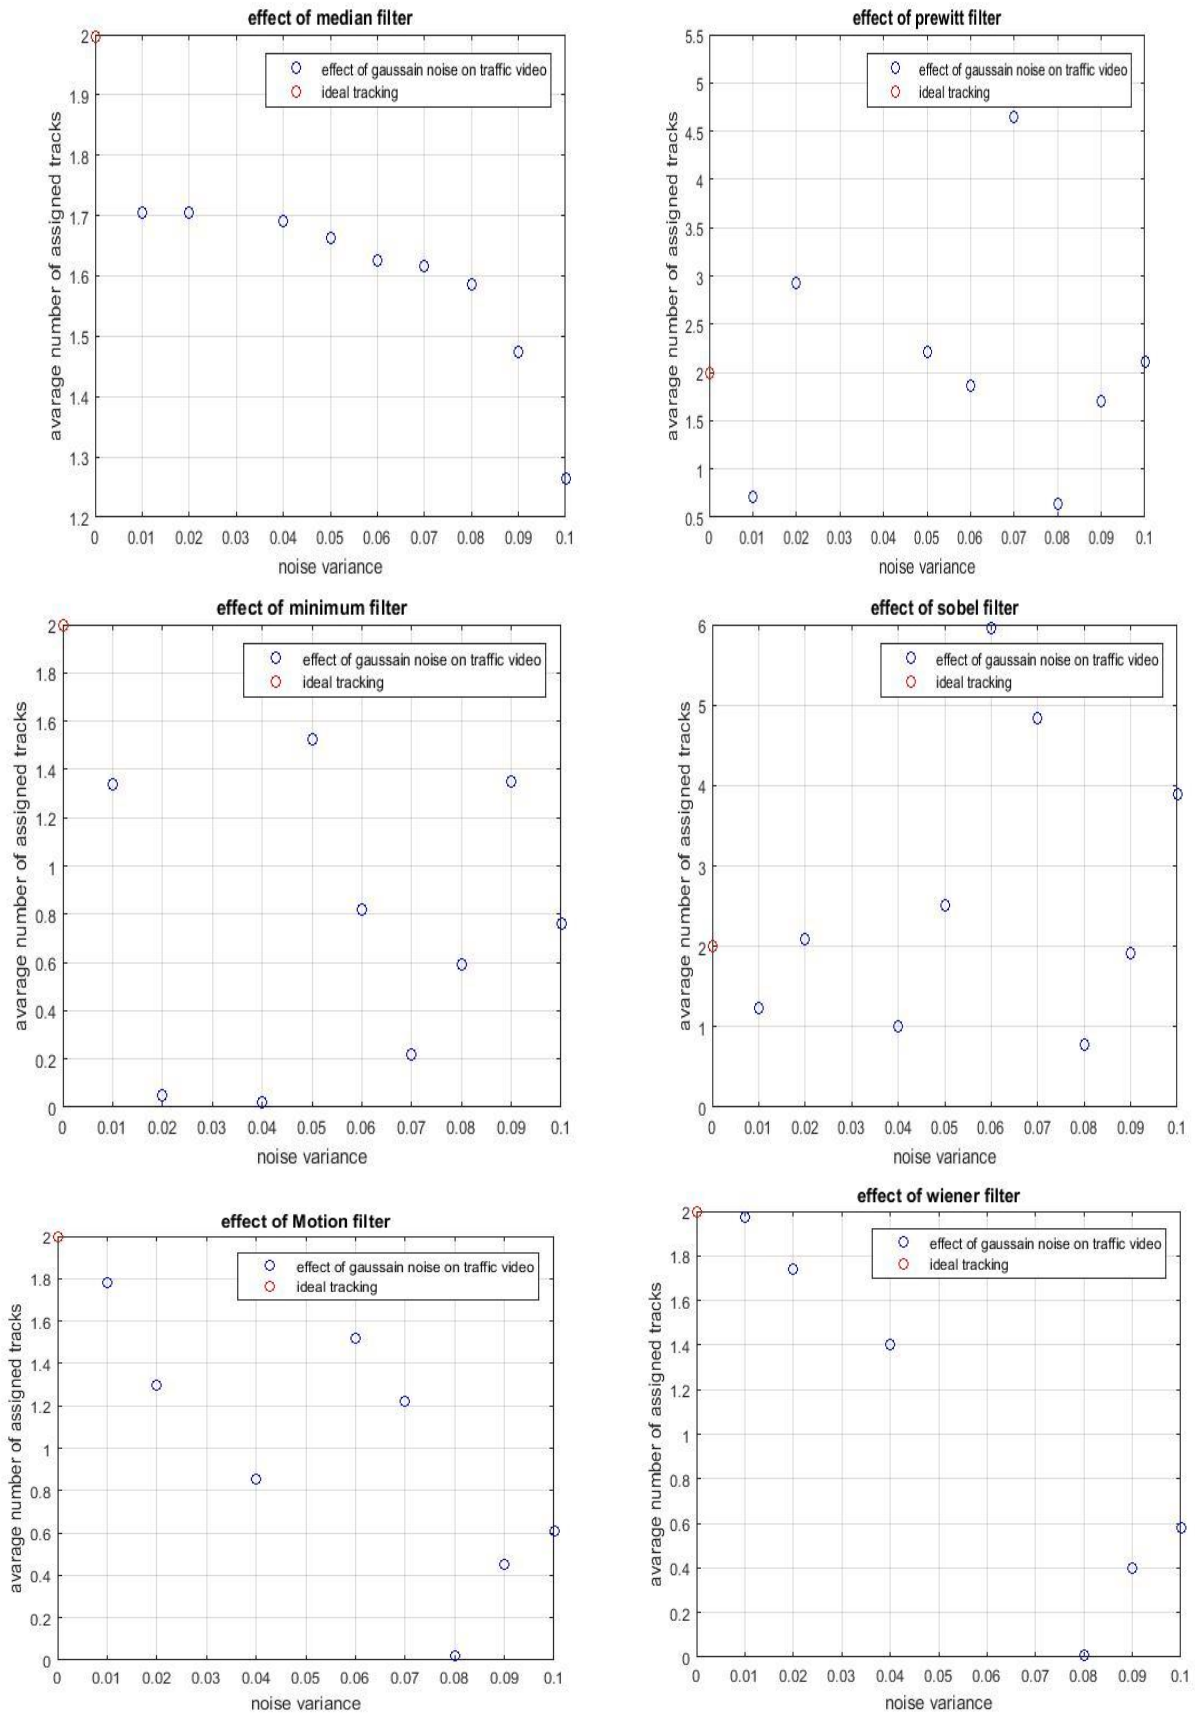 effect of median filter
2
1.9
1.8
1.7
1.6
1.5
1.4
1.3
1.2
avarage number of assigned tracks
effect of gaussain noise on traffic video
ideal tracking
0 0.01 0.02 0.03 0.04 0.05 0.06 0.07 0.08 0.09 0.1
noise variance
effect of prewitt filter
5.5
5
4.5
4
3.5
3
2.5
2
1.5
1
0.5
avarage number of assigned tracks
effect of gaussain noise on traffic video
ideal tracking
0 0.01 0.02 0.03 0.04 0.05 0.06 0.07 0.08 0.09 0.1
noise variance
effect of minimum filter
2
1.8
1.6
1.4
1.2
1
0.8
0.6
0.4
0.2
0
avarage number of assigned tracks
effect of gaussain noise on traffic video
ideal tracking
0 0.01 0.02 0.03 0.04 0.05 0.06 0.07 0.08 0.09 0.1
noise variance
effect of sobel filter
6
5
4
3
2
1
0
avarage number of assigned tracks
effect of gaussain noise on traffic video
ideal tracking
0 0.01 0.02 0.03 0.04 0.05 0.06 0.07 0.08 0.09 0.1
noise variance
effect of Motion filter
2
1.8
1.6
1.4
1.2
1
0.8
0.6
0.4
0.2
0
avarage number of assigned tracks
effect of gaussain noise on traffic video
ideal tracking
0 0.01 0.02 0.03 0.04 0.05 0.06 0.07 0.08 0.09 0.1
noise variance
effect of wiener filter
2
1.8
1.6
1.4
1.2
1
0.8
0.6
0.4
0.2
0
avarage number of assigned tracks
effect of gaussain noise on traffic video
ideal tracking
0 0.01 0.02 0.03 0.04 0.05 0.06 0.07 0.08 0.09 0.1
noise variance